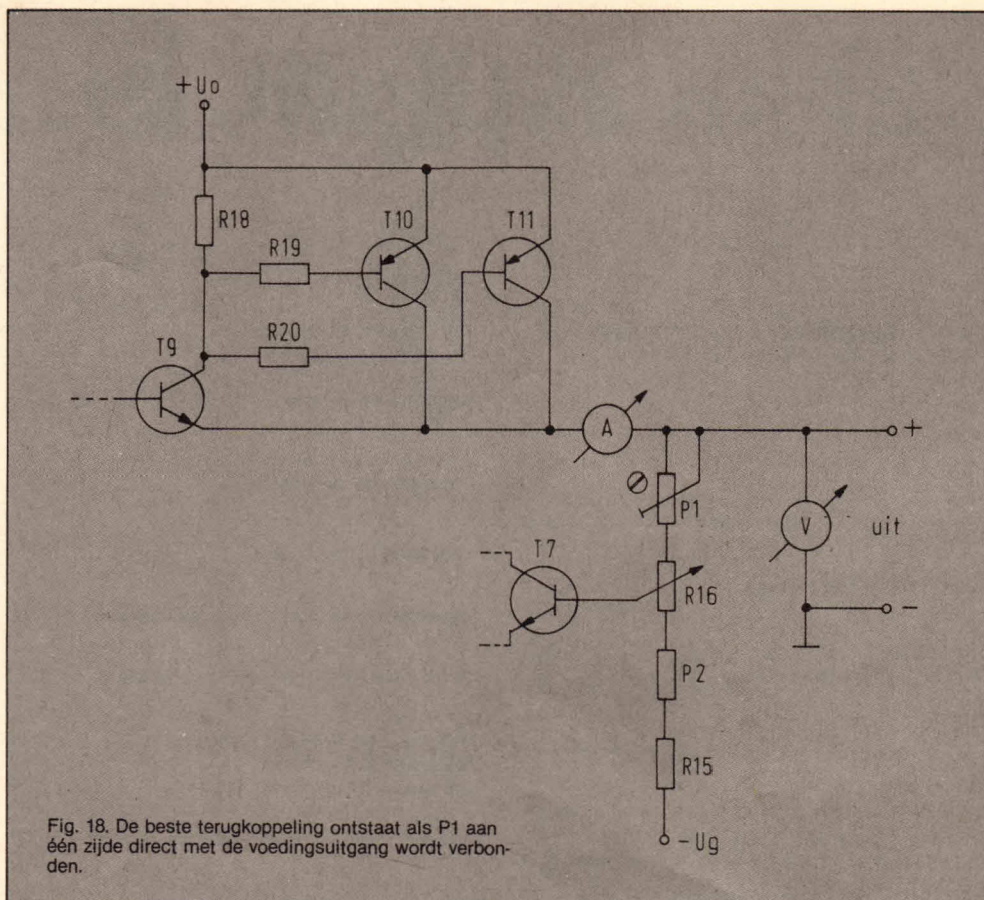 +Uo
R18
T10
T11
R19
R20
T9
A
+
P1
V
uit
T7
R16
-
P2
R15
-Ug
Fig. 18. De beste terugkoppeling ontstaat als P1 aan
één zijde direct met de voedingsuitgang wordt verbon-
den.